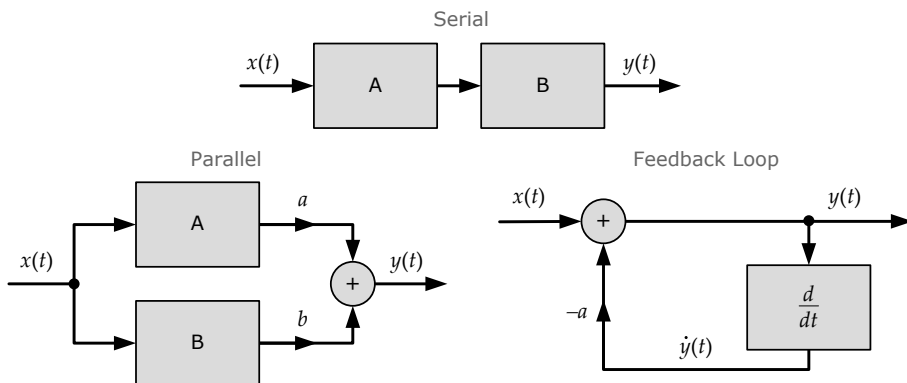 Serial
x(t)
A
B
y(t)
Parallel
x(t)
A
a
B
b
+
y(t)
Feedback Loop
x(t)
+
y(t)
d
dt
−a
ẏ(t)